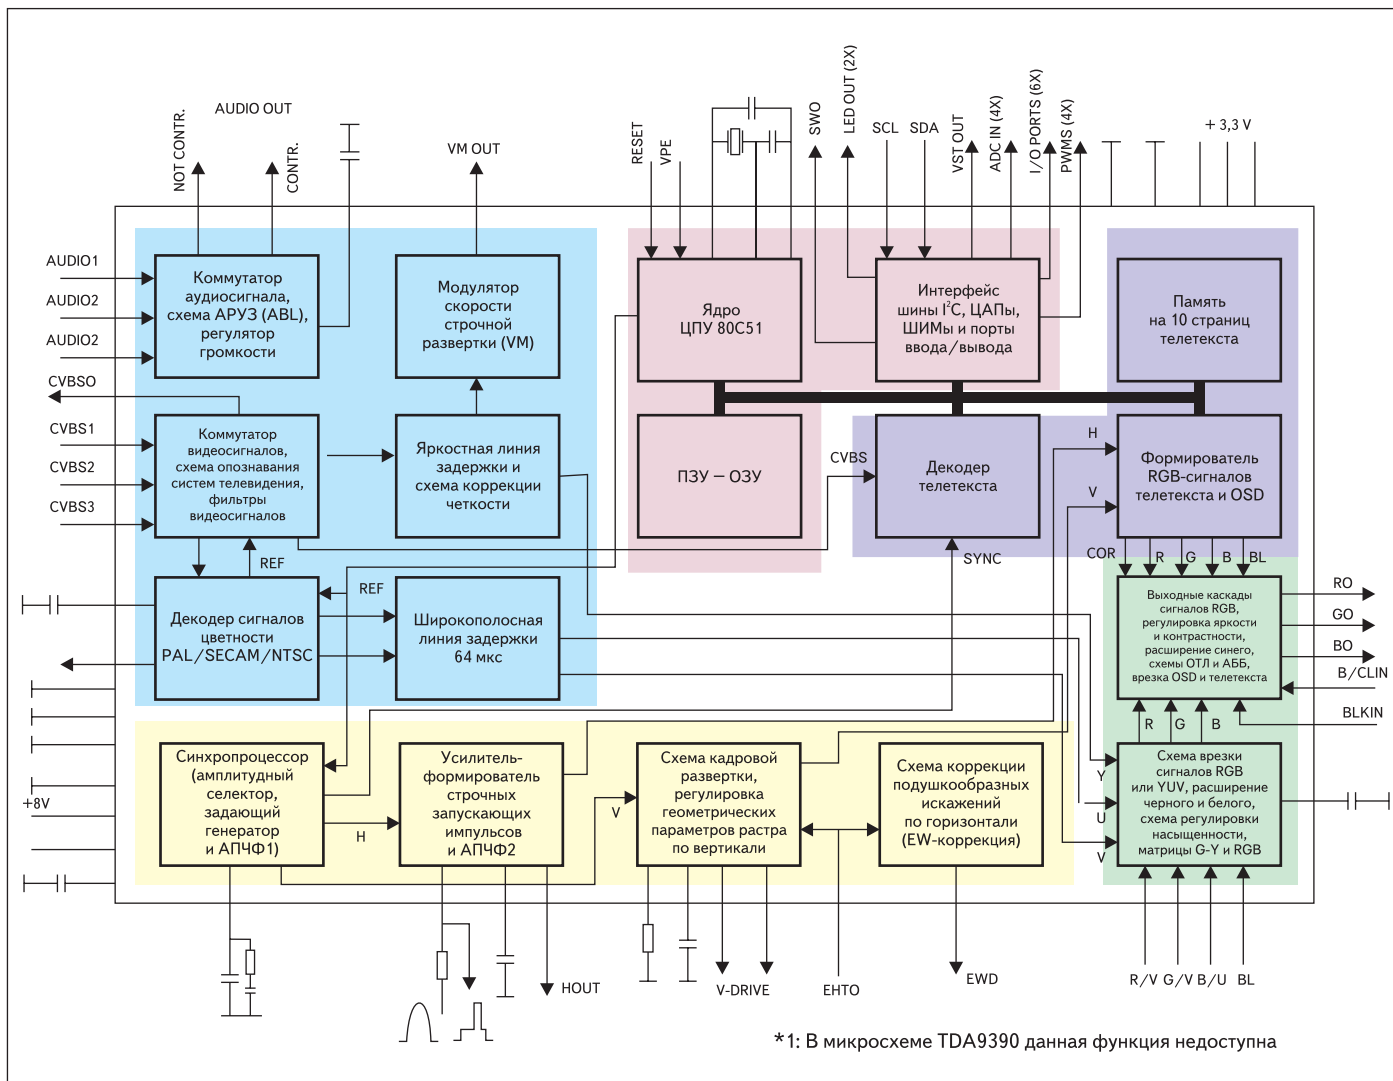 AUDIO OUT
NOT CONTR.
CONTR.
VM OUT
RESET
VPE
SWO
LED OUT (2X)
SCL
SDA
VST OUT
ADC IN (4X)
I/O PORTS (6X)
PWMS (4X)
+ 3,3 V
AUDIO1
AUDIO2
AUDIO2
CVBSO
CVBS1
CVBS2
CVBS3
Коммутатор
аудиосигнала,
схема АРУЗ (ABL),
регулятор
громкости
Модулятор
скорости
строчной
развертки (VM)
Ядро
ЦПУ 80C51
Интерфейс
шины I²C, ЦАПы,
ШИМы и порты
ввода/вывода
Память
на 10 страниц
телетекста
Коммутатор
видеосигналов,
схема опознавания
систем телевидения,
фильтры
видеосигналов
Яркостная линия
задержки и
схема коррекции
четкости
ПЗУ — ОЗУ
CVBS
Декодер
телетекста
H
V
Формирователь
RGB-сигналов
телетекста и OSD
REF
REF
SYNC
COR
R
G
B
BL
Декодер сигналов
цветности
PAL/SECAM/NTSC
Широкополосная
линия задержки
64 мкс
Выходные каскады
сигналов RGB,
регулировка яркости
и контрастности,
расширение синего,
схемы ОТЛ и АББ,
врезка OSD и телетекста
RO
GO
BO
B/CLIN
BLKIN
R
G
B
+8V
Синхропроцессор
(амплитудный
селектор,
задающий
генератор
и АПЧФ1)
H
Усилитель-
формирователь
строчных
запускающих
импульсов
и АПЧФ2
V
Схема кадровой
развертки,
регулировка
геометрических
параметров растра
по вертикали
Схема коррекции
подушкообразных
искажений
по горизонтали
(EW-коррекция)
Y
U
V
Схема врезки
сигналов RGB
или YUV, расширение
черного и белого,
схема регулировки
насыщенности,
матрицы G-Y и RGB
HOUT
V-DRIVE
EHTO
EWD
R/V
G/V
B/U
BL
*1: В микросхеме TDA9390 данная функция недоступна